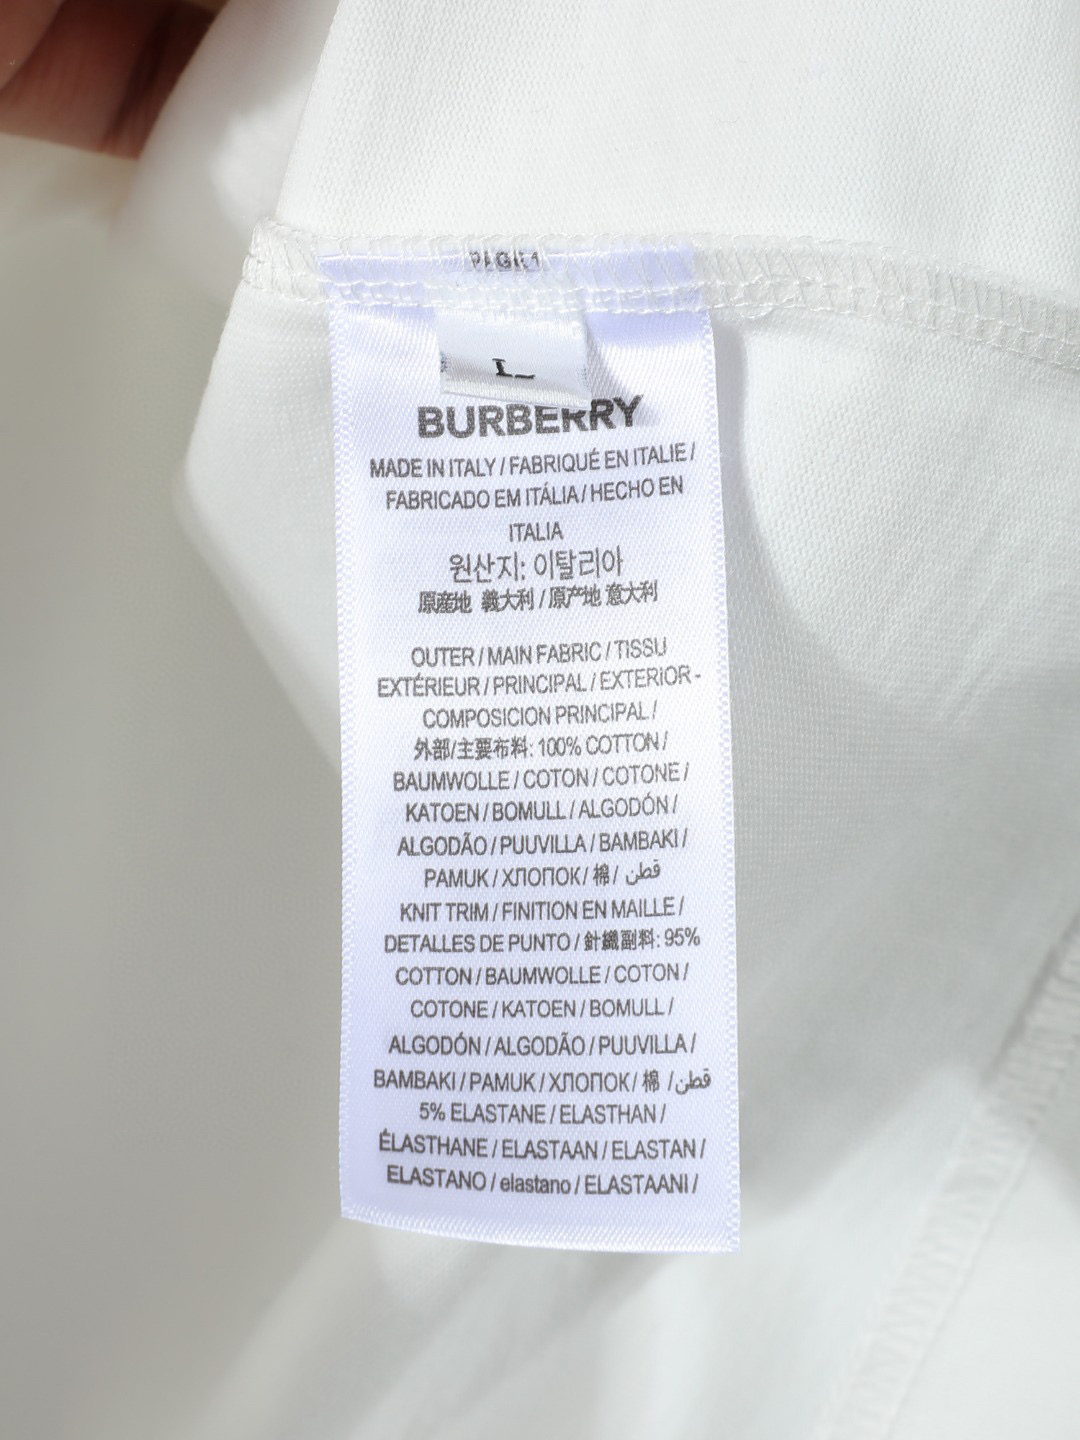 PAGE1
L
BURBERRY
MADE IN ITALY / FABRIQUÉ EN ITALIE /
FABRICADO EM ITÁLIA / HECHO EN
ITALIA
원산지: 이탈리아
原産地 義大利 / 原产地 意大利
OUTER / MAIN FABRIC / TISSU
EXTÉRIEUR / PRINCIPAL / EXTERIOR -
COMPOSICION PRINCIPAL /
外部/主要布料: 100% COTTON /
BAUMWOLLE / COTON / COTONE /
KATOEN / BOMULL / ALGODÓN /
ALGODÃO / PUUVILLA / BAMBAKI /
PAMUK / ХЛОПОК / 棉 / قطن
KNIT TRIM / FINITION EN MAILLE /
DETALLES DE PUNTO / 針織副料: 95%
COTTON / BAUMWOLLE / COTON /
COTONE / KATOEN / BOMULL /
ALGODÓN / ALGODÃO / PUUVILLA /
BAMBAKI / PAMUK / ХЛОПОК / 棉 / قطن
5% ELASTANE / ELASTHAN /
ÉLASTHANE / ELASTAAN / ELASTAN /
ELASTANO / elastano / ELASTAANI /